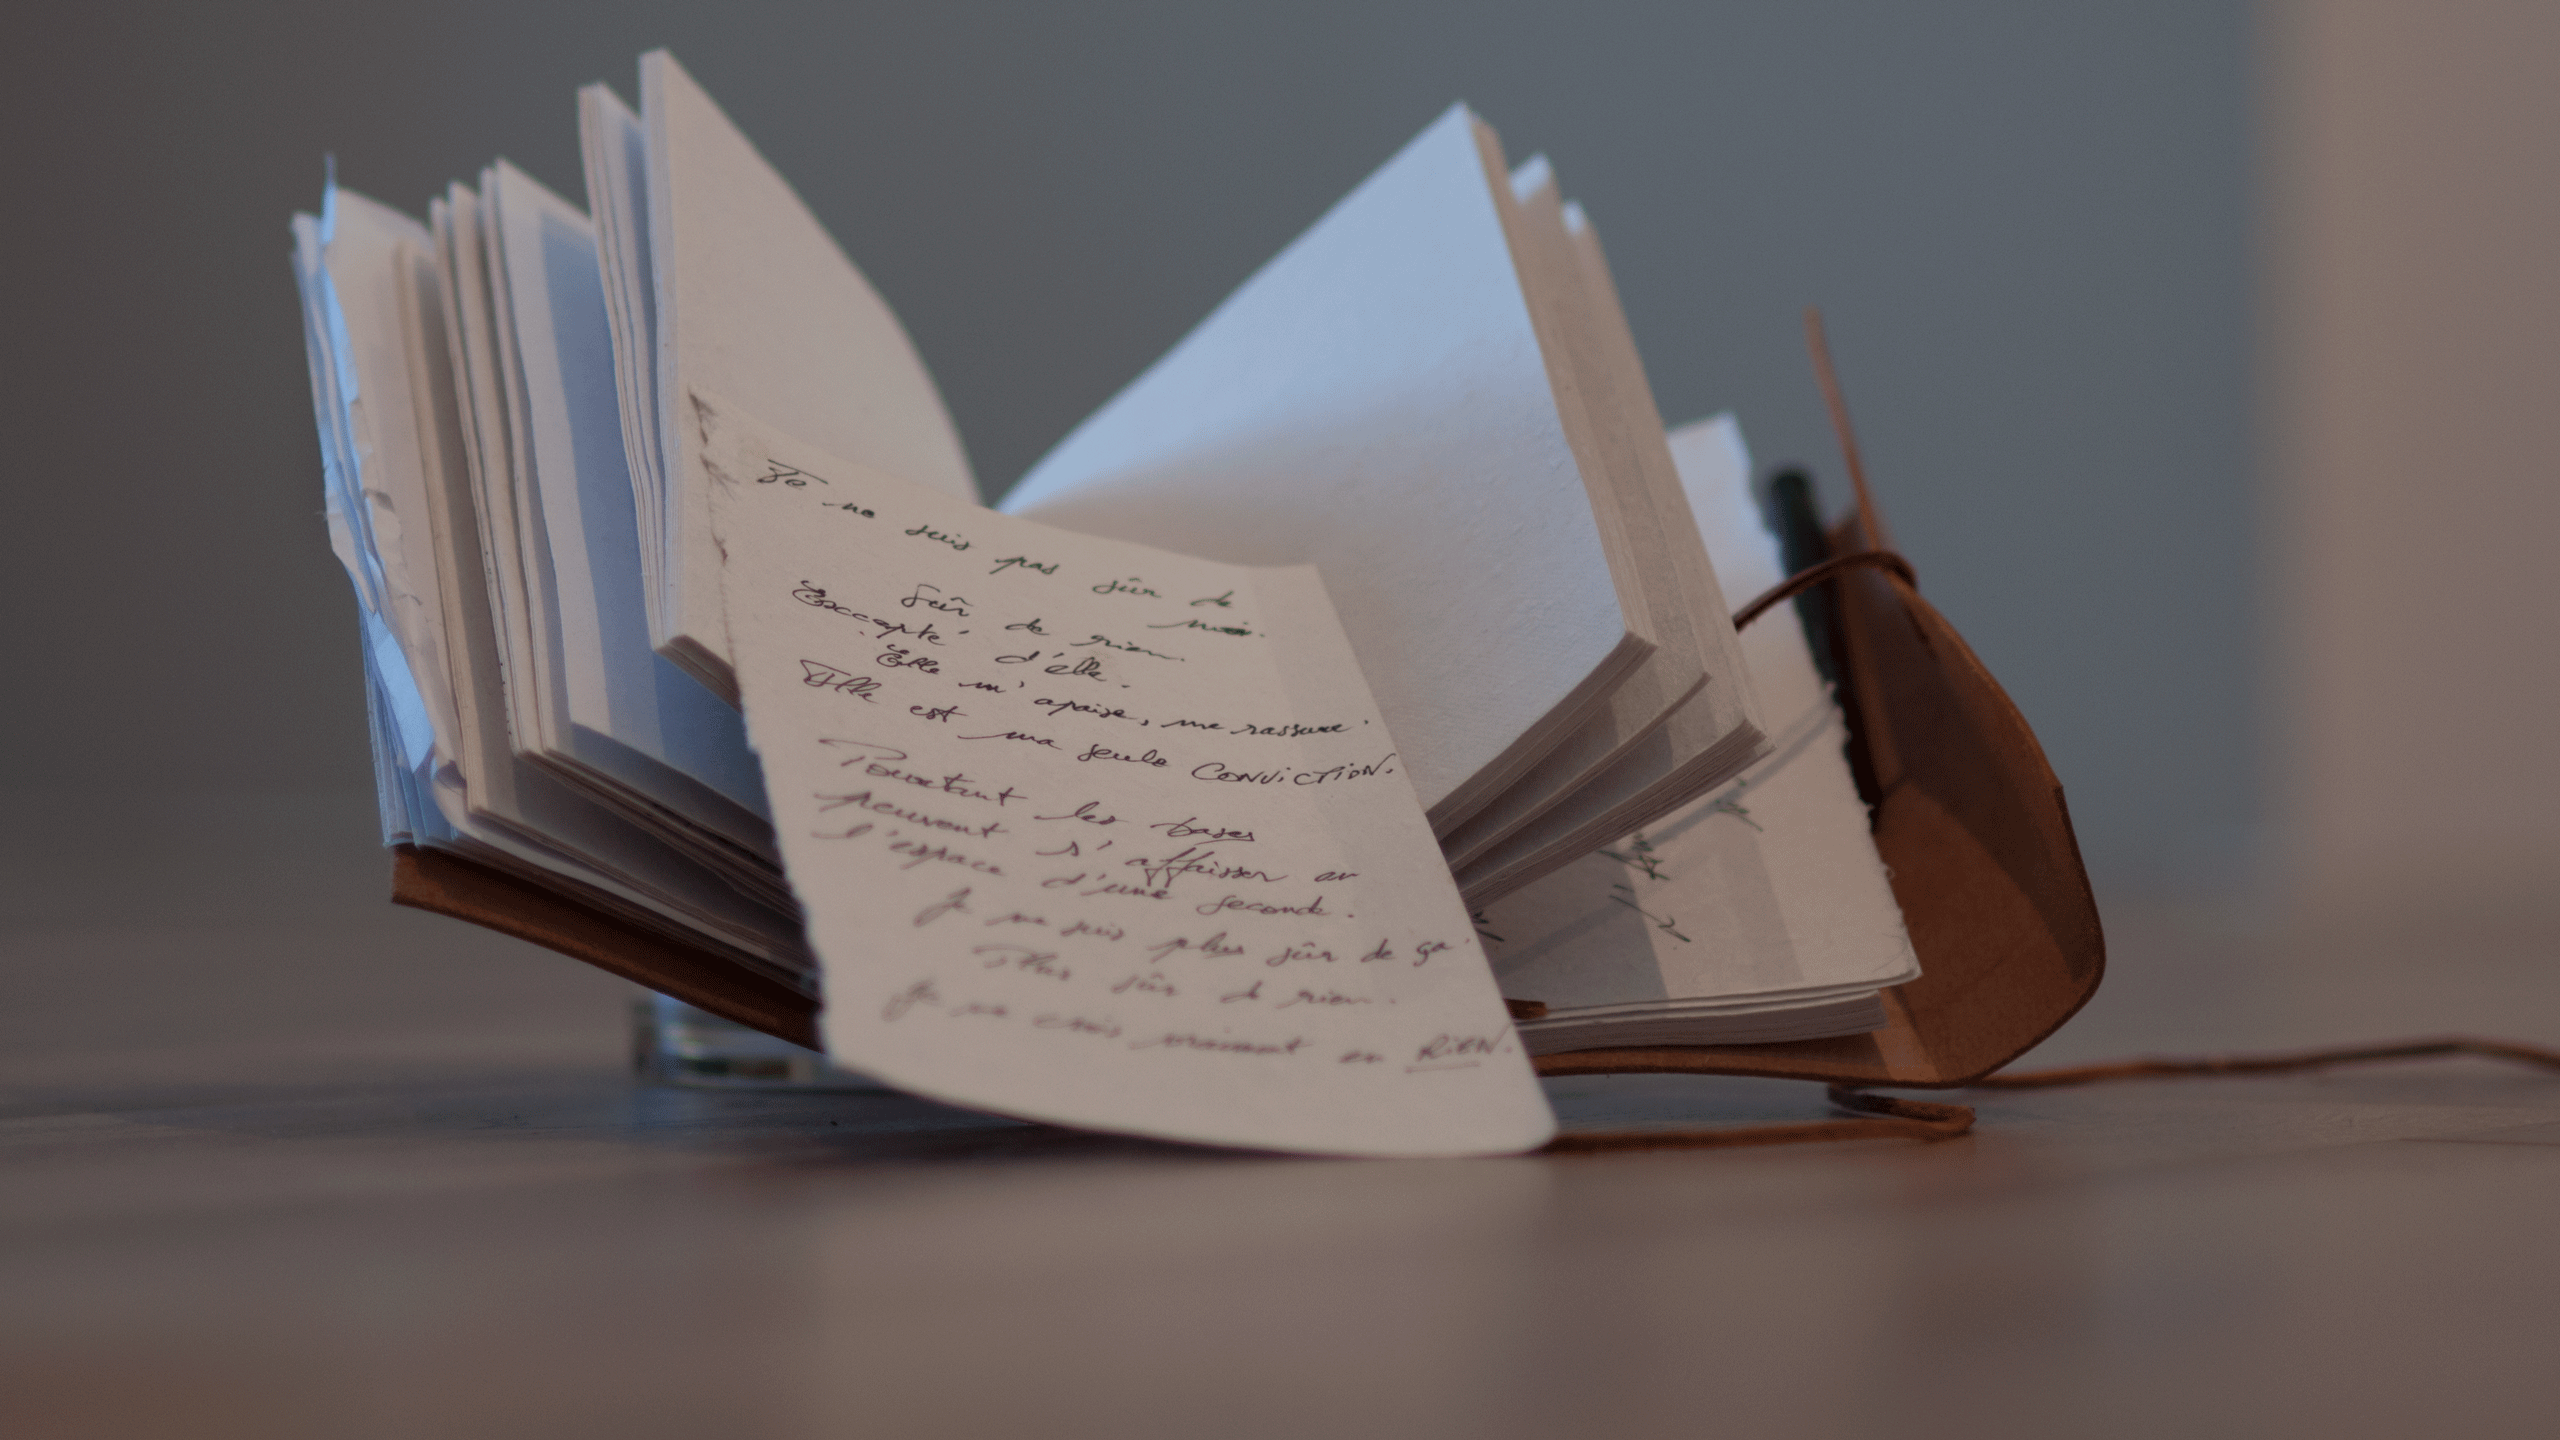 Je ne suis pas sûr de
moi.
Sûr de rien.
Excepté d'elle.
Elle m'apaise, me rassure.
Elle est ma seule CONVICTION.
Pourtant les bases
peuvent s'affaisser en
l'espace d'une seconde.
Je ne suis plus sûr de ça.
Plus sûr de rien.
Je ne crois vraiment en RIEN.